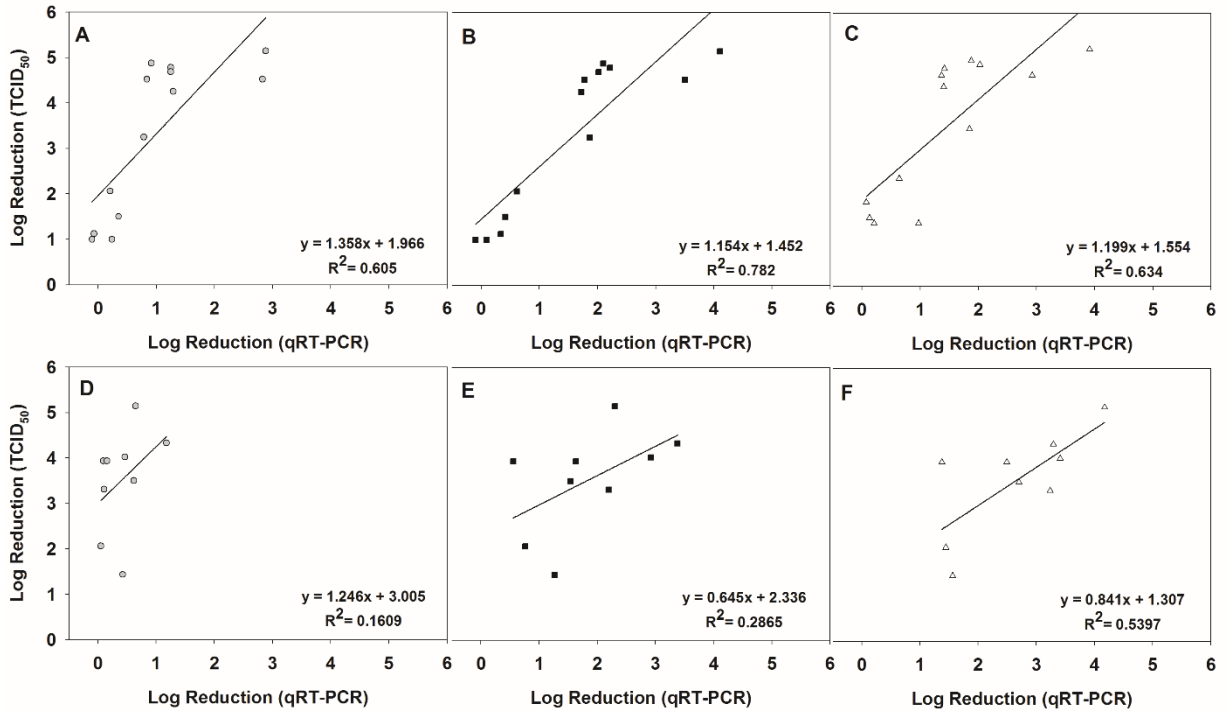 A
B
C
6
5
4
3
2
1
0
Log Reduction (TCID50)
y = 1.358x + 1.966
R2= 0.605
y = 1.154x + 1.452
R2= 0.782
y = 1.199x + 1.554
R2= 0.634
0 1 2 3 4 5 6
0 1 2 3 4 5 6
0 1 2 3 4 5 6
Log Reduction (qRT-PCR)
Log Reduction (qRT-PCR)
Log Reduction (qRT-PCR)
D
E
F
6
5
4
3
2
1
0
Log Reduction (TCID50)
y = 1.246x + 3.005
R2= 0.1609
y = 0.645x + 2.336
R2= 0.2865
y = 0.841x + 1.307
R2= 0.5397
0 1 2 3 4 5 6
0 1 2 3 4 5 6
0 1 2 3 4 5 6
Log Reduction (qRT-PCR)
Log Reduction (qRT-PCR)
Log Reduction (qRT-PCR)